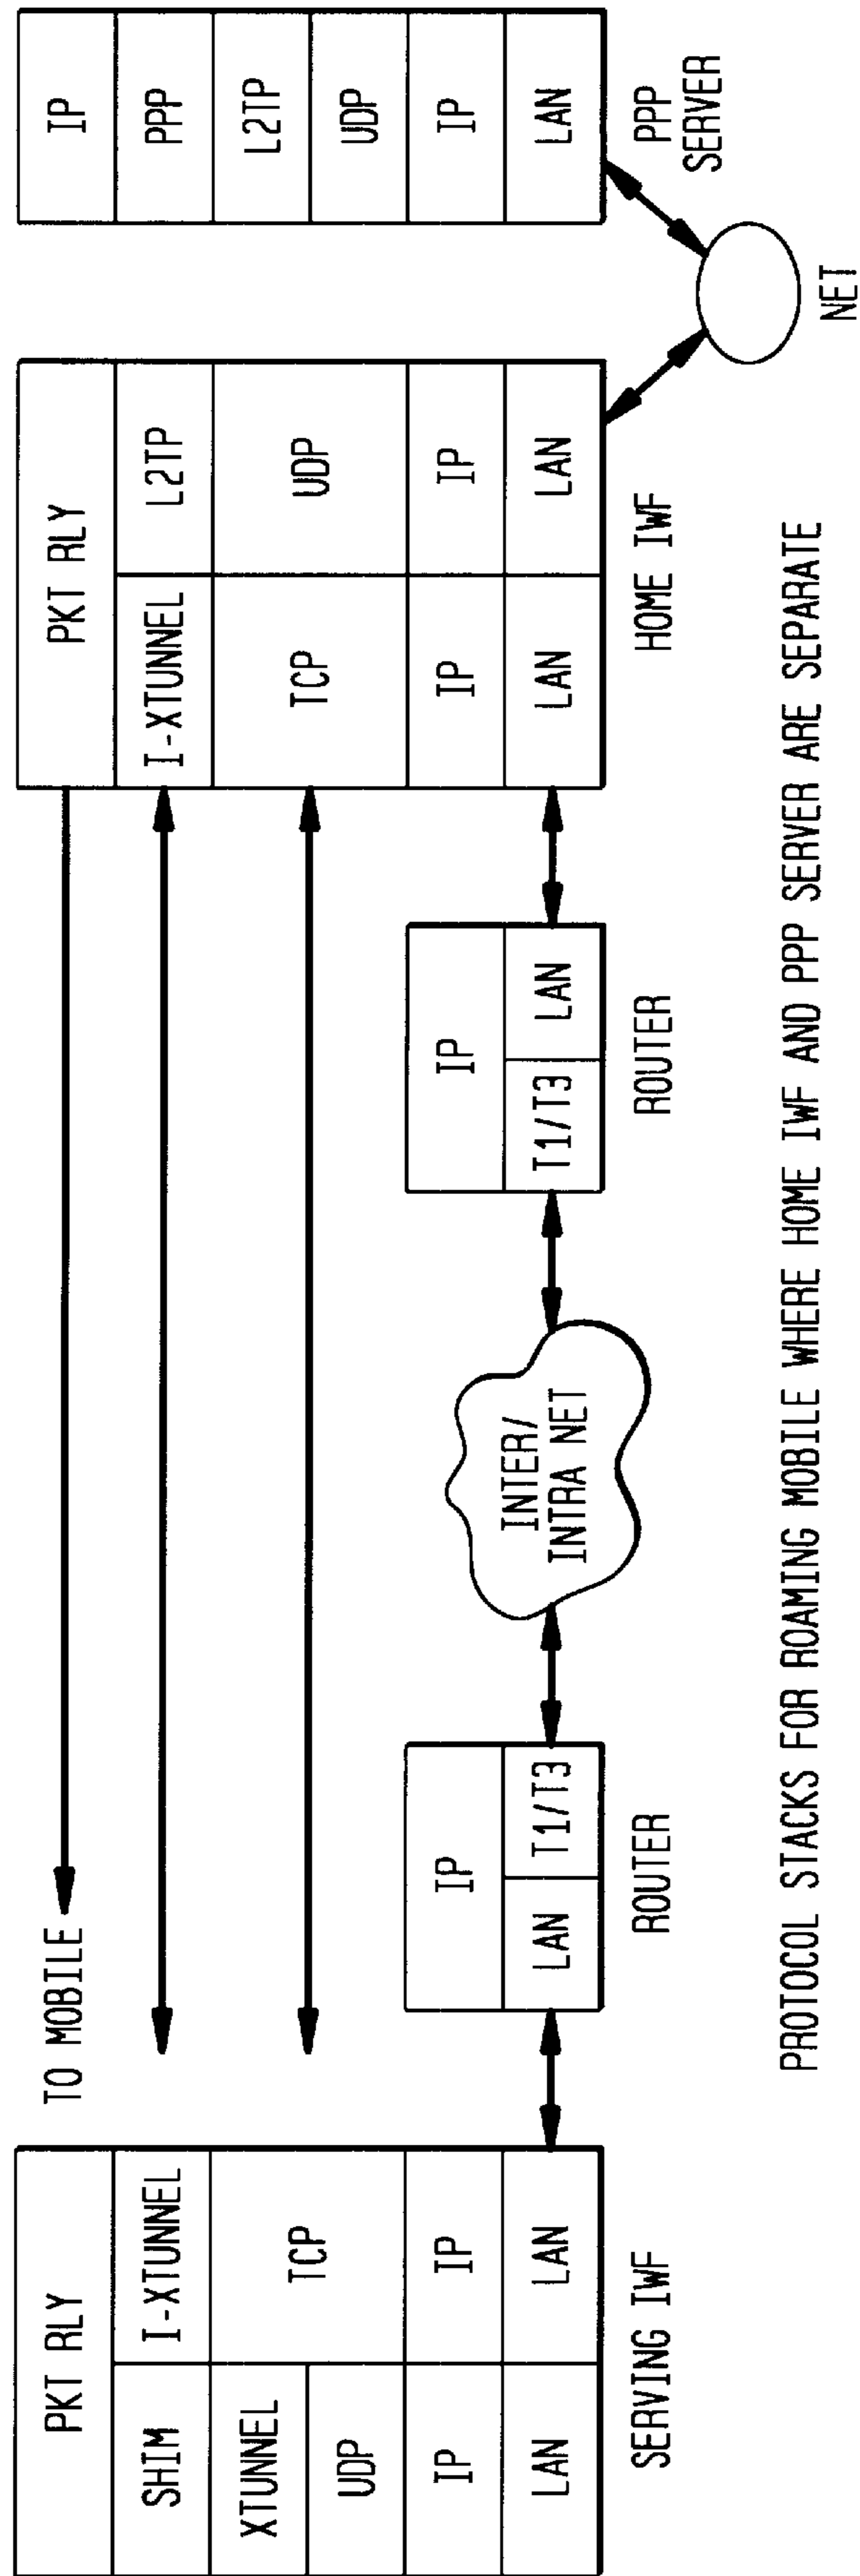 PKT RLY
SHIM
I-XTUNNEL
XTUNNEL
TCP
UDP
IP
IP
LAN
LAN
SERVING IWF
TO MOBILE
IP
LAN
T1/T3
ROUTER
INTER/
INTRA NET
IP
T1/T3
LAN
ROUTER
PKT RLY
I-XTUNNEL
L2TP
TCP
UDP
IP
IP
LAN
LAN
HOME IWF
NET
IP
PPP
L2TP
UDP
IP
LAN
PPP
SERVER
PROTOCOL STACKS FOR ROAMING MOBILE WHERE HOME IWF AND PPP SERVER ARE SEPARATE